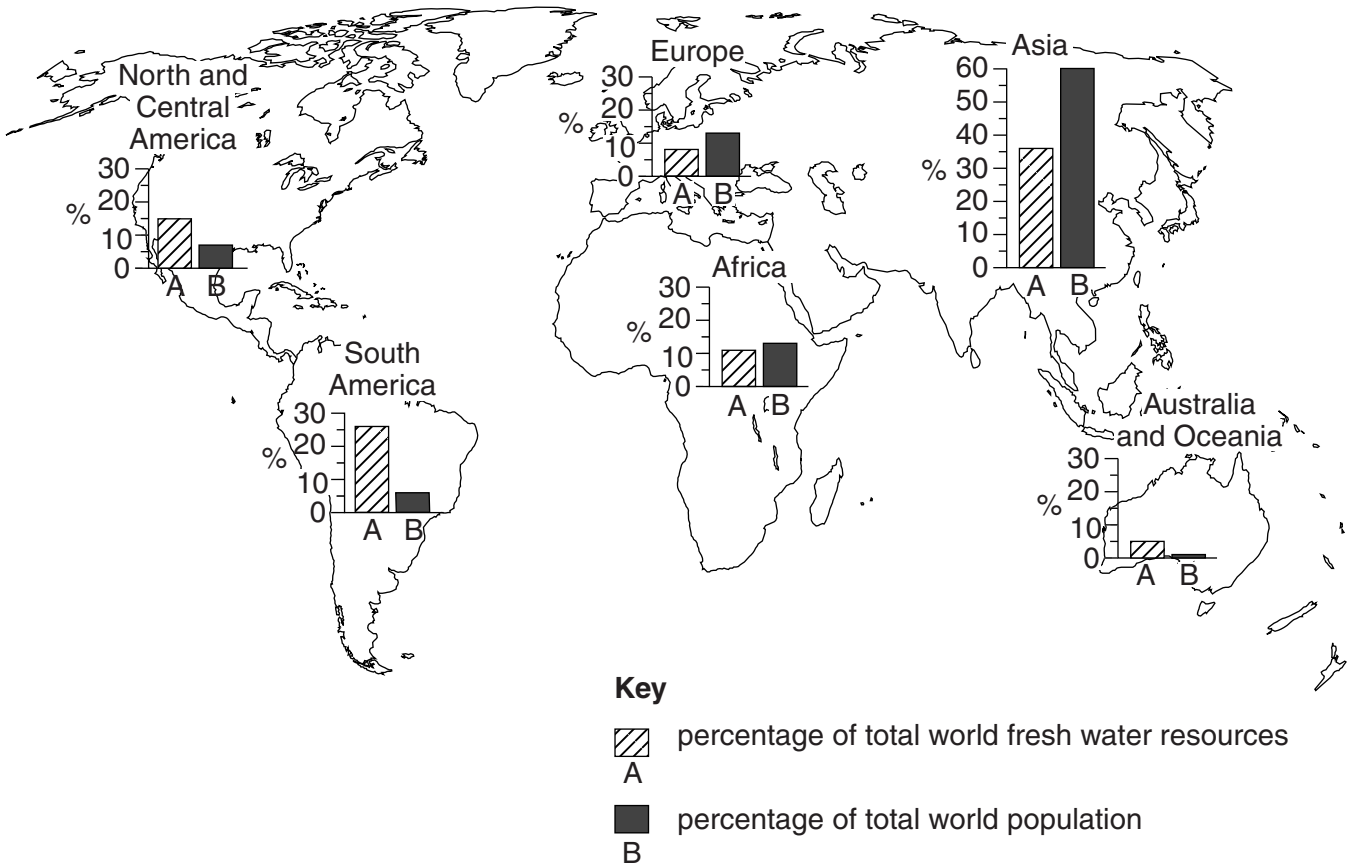 North and
Central
America
30
20
%
10
0
A B
Europe
30
20
%
10
0
A B
Asia
60
50
40
30
%
20
10
0
A B
Africa
30
20
%
10
0
A B
South
America
30
20
%
10
0
A B
Australia
and Oceania
30
20
%
10
0
A B
Key
percentage of total world fresh water resources
A
percentage of total world population
B